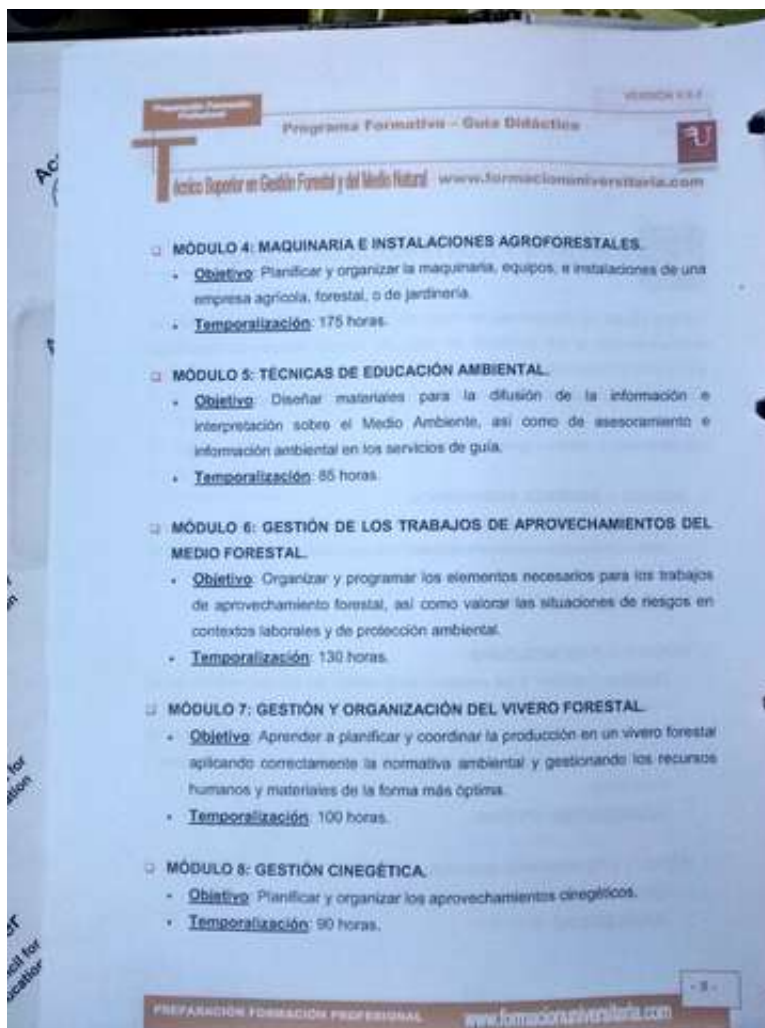 Preparación Formación
Profesional
VERSIÓN
Programa Formativo – Guía Didáctica
Técnico Superior en Gestión Forestal y del Medio Natural www.formacionuniversitaria.com
MÓDULO 4: MAQUINARIA E INSTALACIONES AGROFORESTALES.
Objetivo: Planificar y organizar la maquinaria, equipos, e instalaciones de una
empresa agrícola, forestal, o de jardinería.
Temporalización: 175 horas.
MÓDULO 5: TÉCNICAS DE EDUCACIÓN AMBIENTAL.
Objetivo: Diseñar materiales para la difusión de la información e
interpretación sobre el Medio Ambiente, así como de asesoramiento e
información ambiental en los servicios de guía.
Temporalización: 85 horas.
MÓDULO 6: GESTIÓN DE LOS TRABAJOS DE APROVECHAMIENTOS DEL
MEDIO FORESTAL.
Objetivo: Organizar y programar los elementos necesarios para los trabajos
de aprovechamiento forestal, así como valorar las situaciones de riesgos en
contextos laborales y de protección ambiental.
Temporalización: 130 horas.
MÓDULO 7: GESTIÓN Y ORGANIZACIÓN DEL VIVERO FORESTAL.
Objetivo: Aprender a planificar y coordinar la producción en un vivero forestal
aplicando correctamente la normativa ambiental y gestionando los recursos
humanos y materiales de la forma más óptima.
Temporalización: 100 horas.
MÓDULO 8: GESTIÓN CINEGÉTICA.
Objetivo: Planificar y organizar los aprovechamientos cinegéticos.
Temporalización: 90 horas.
PREPARACIÓN FORMACIÓN PROFESIONAL www.formacionuniversitaria.com